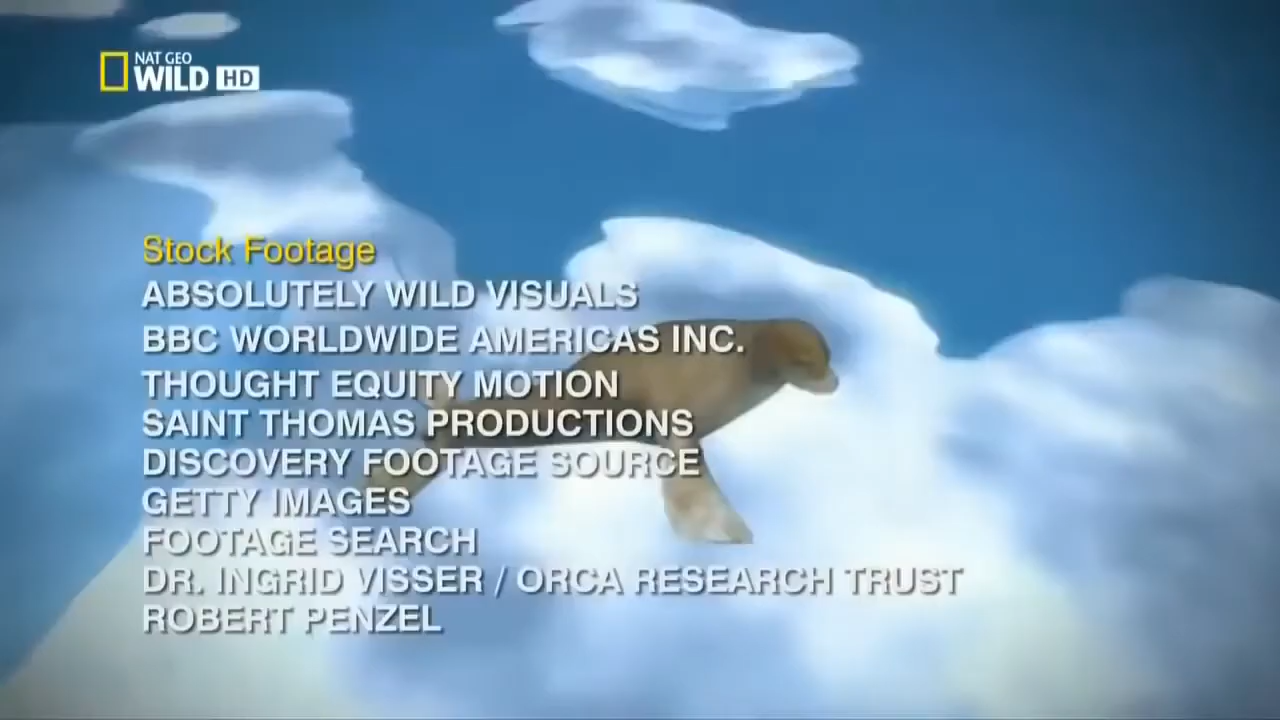 NAT GEO
WILD HD
Stock Footage
ABSOLUTELY WILD VISUALS
BBC WORLDWIDE AMERICAS INC.
THOUGHT EQUITY MOTION
SAINT THOMAS PRODUCTIONS
DISCOVERY FOOTAGE SOURCE
GETTY IMAGES
FOOTAGE SEARCH
DR. INGRID VISSER / ORCA RESEARCH TRUST
ROBERT PENZEL